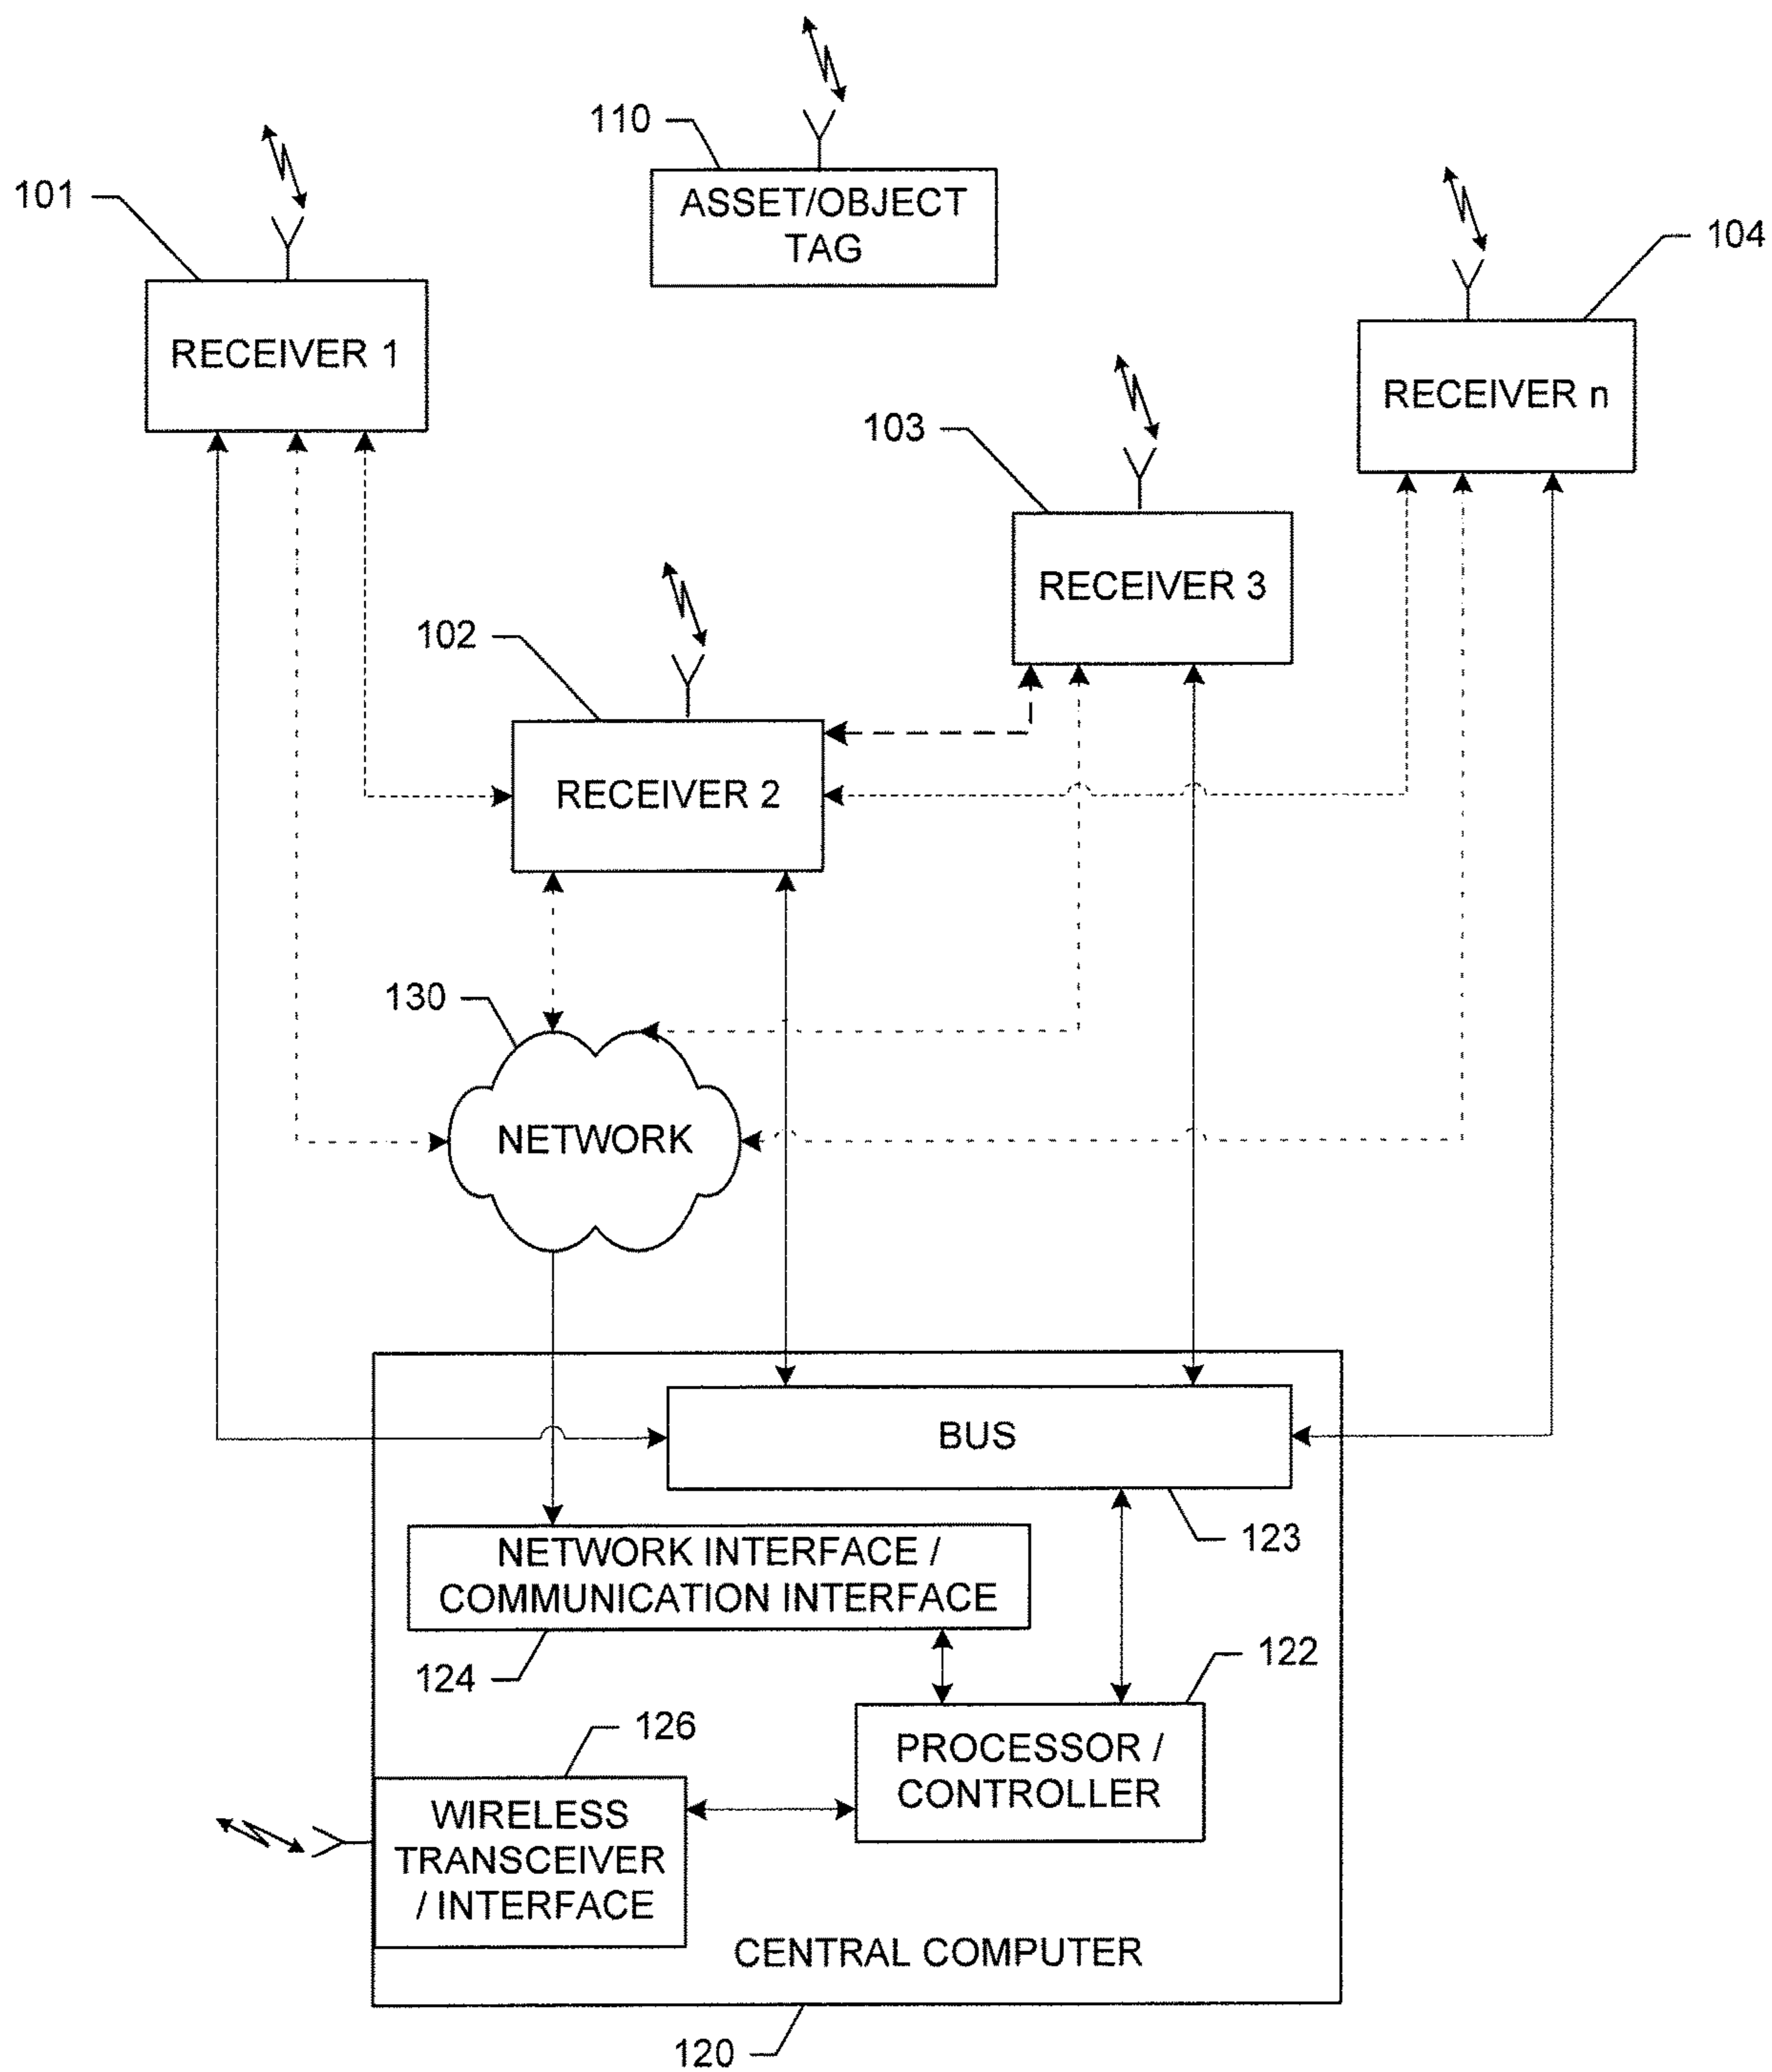 110
ASSET/OBJECT
TAG
101
RECEIVER 1
104
RECEIVER n
103
RECEIVER 3
102
RECEIVER 2
130
NETWORK
BUS
123
NETWORK INTERFACE /
COMMUNICATION INTERFACE
124
122
PROCESSOR /
CONTROLLER
126
WIRELESS
TRANSCEIVER
/ INTERFACE
CENTRAL COMPUTER
120